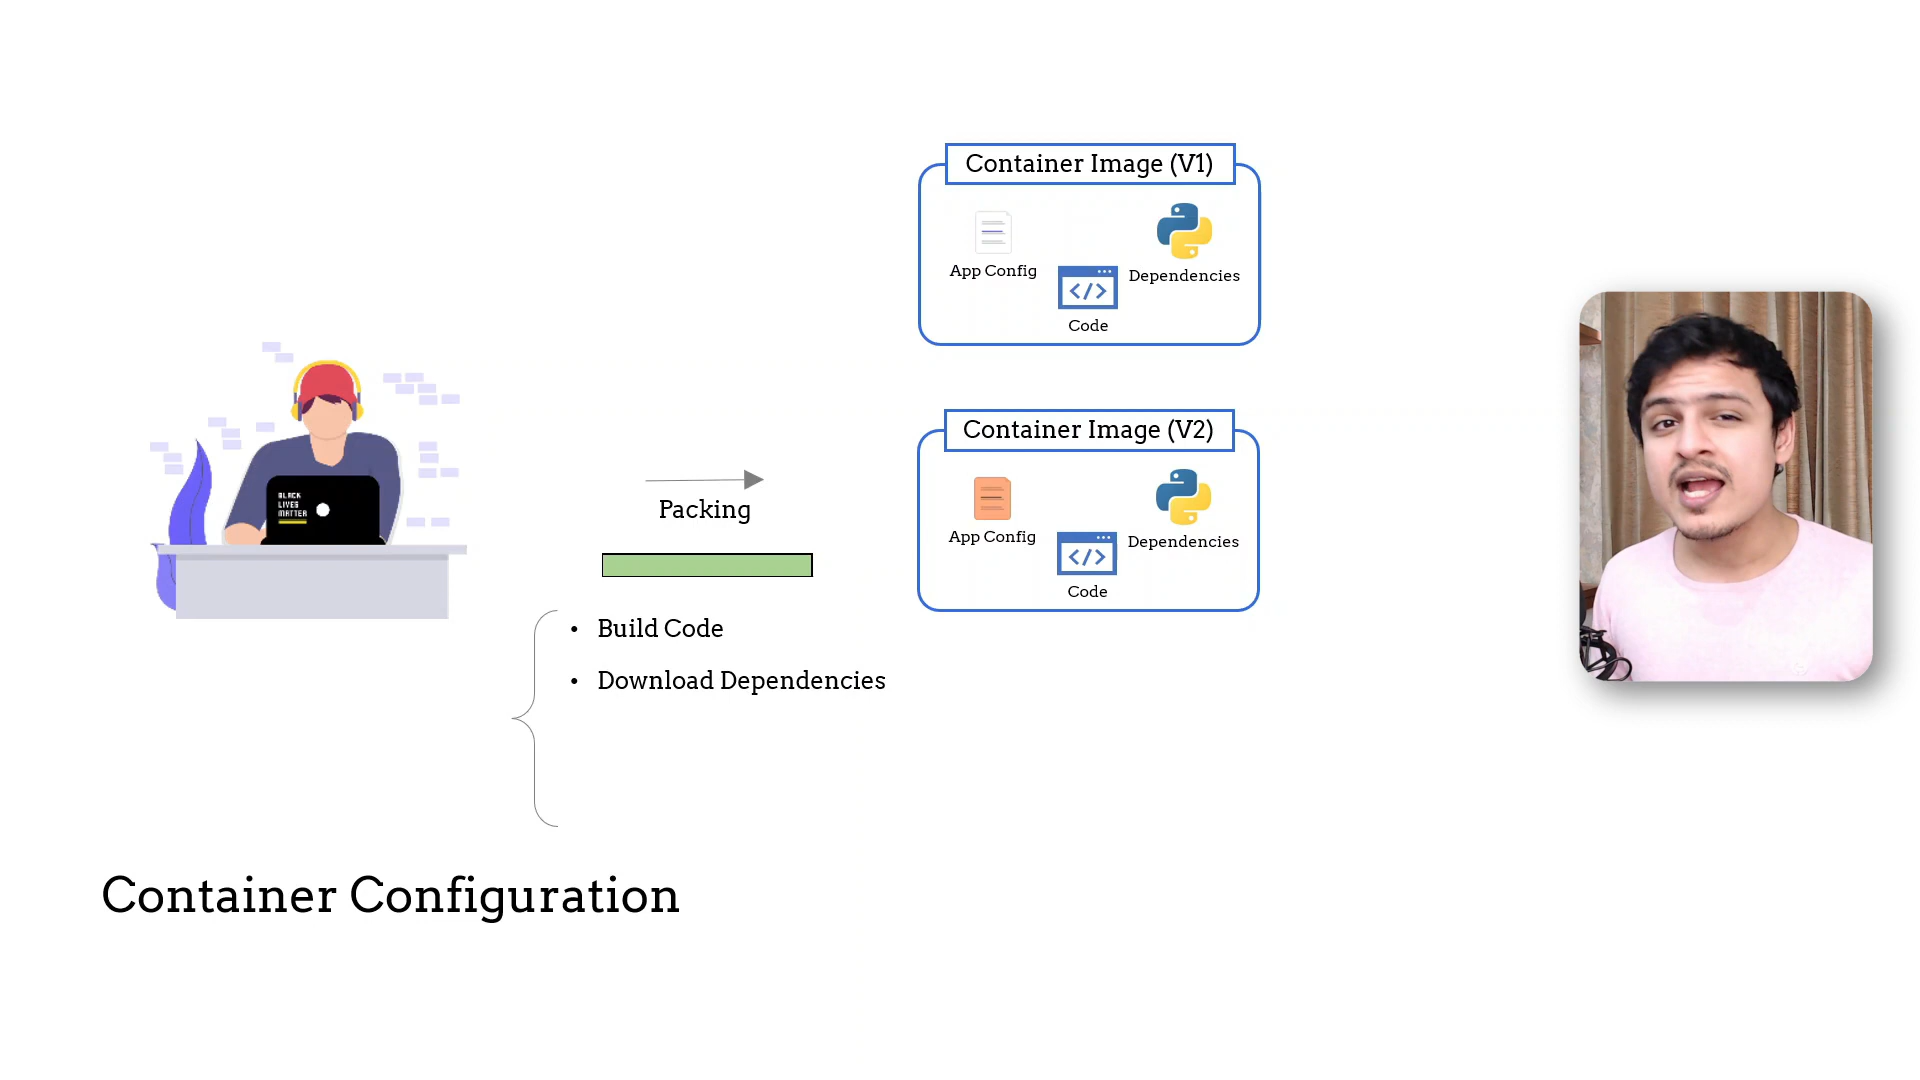 Container Image (V1)
App Config
Dependencies
Code
Container Image (V2)
App Config
Dependencies
Code
BLACK
LIVES
MATTER
Packing
• Build Code
• Download Dependencies
Container Configuration